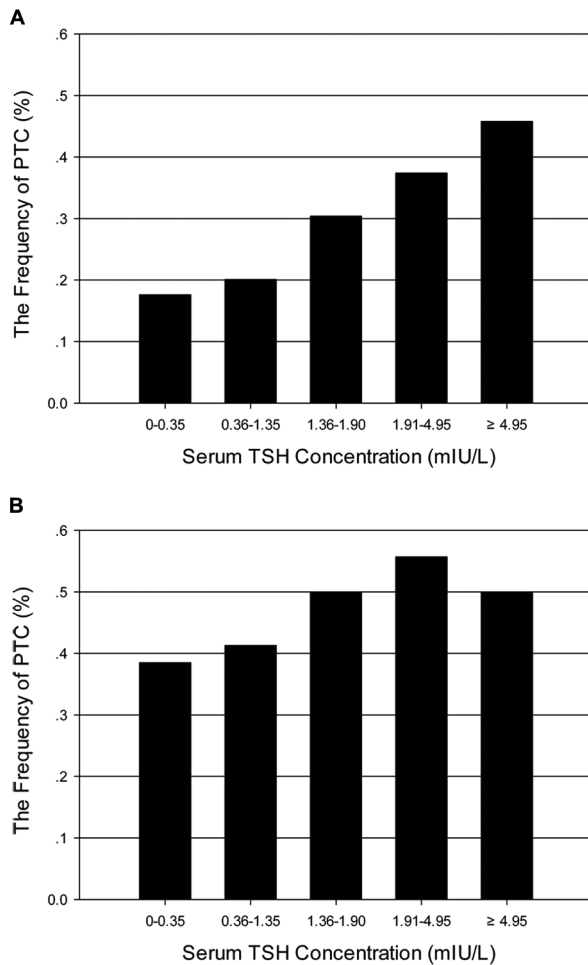 A
.6
.5
.4
.3
.2
.1
0.0
The Frequency of PTC (%)
0-0.35 0.36-1.35 1.36-1.90 1.91-4.95 ≥ 4.95
Serum TSH Concentration (mIU/L)
B
.6
.5
.4
.3
.2
.1
0.0
The Frequency of PTC (%)
0-0.35 0.36-1.35 1.36-1.90 1.91-4.95 ≥ 4.95
Serum TSH Concentration (mIU/L)